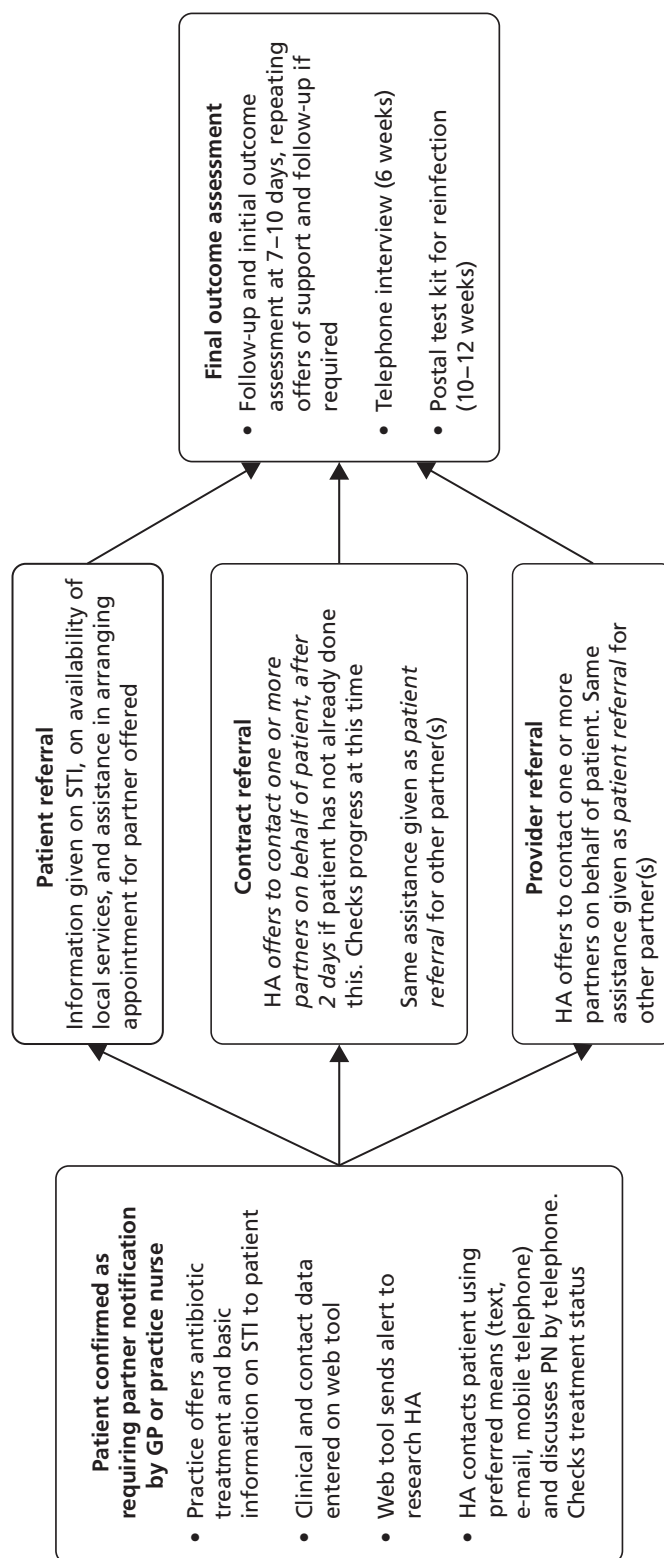 Patient confirmed as
requiring partner notification
by GP or practice nurse
• Practice offers antibiotic
treatment and basic
information on STI to patient
• Clinical and contact data
entered on web tool
• Web tool sends alert to
research HA
• HA contacts patient using
preferred means (text,
e-mail, mobile telephone)
and discusses PN by telephone.
Checks treatment status
Patient referral
Information given on STI, on availability of
local services, and assistance in arranging
appointment for partner offered
Contract referral
HA offers to contact one or more
partners on behalf of patient, after
2 days if patient has not already done
this. Checks progress at this time
Same assistance given as patient
referral for other partner(s)
Provider referral
HA offers to contact one or more
partners on behalf of patient. Same
assistance given as patient referral for
other partner(s)
Final outcome assessment
• Follow-up and initial outcome
assessment at 7–10 days, repeating
offers of support and follow-up if
required
• Telephone interview (6 weeks)
• Postal test kit for reinfection
(10–12 weeks)